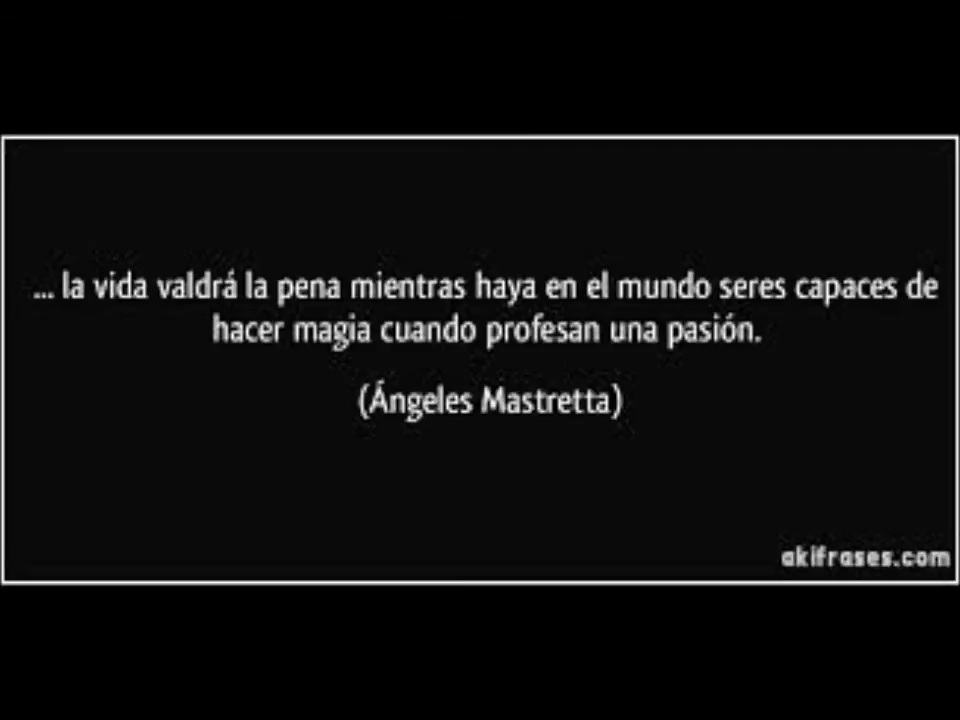 ... la vida valdrá la pena mientras haya en el mundo seres capaces de
hacer magia cuando profesan una pasión.
(Ángeles Mastretta)
akifrases.com